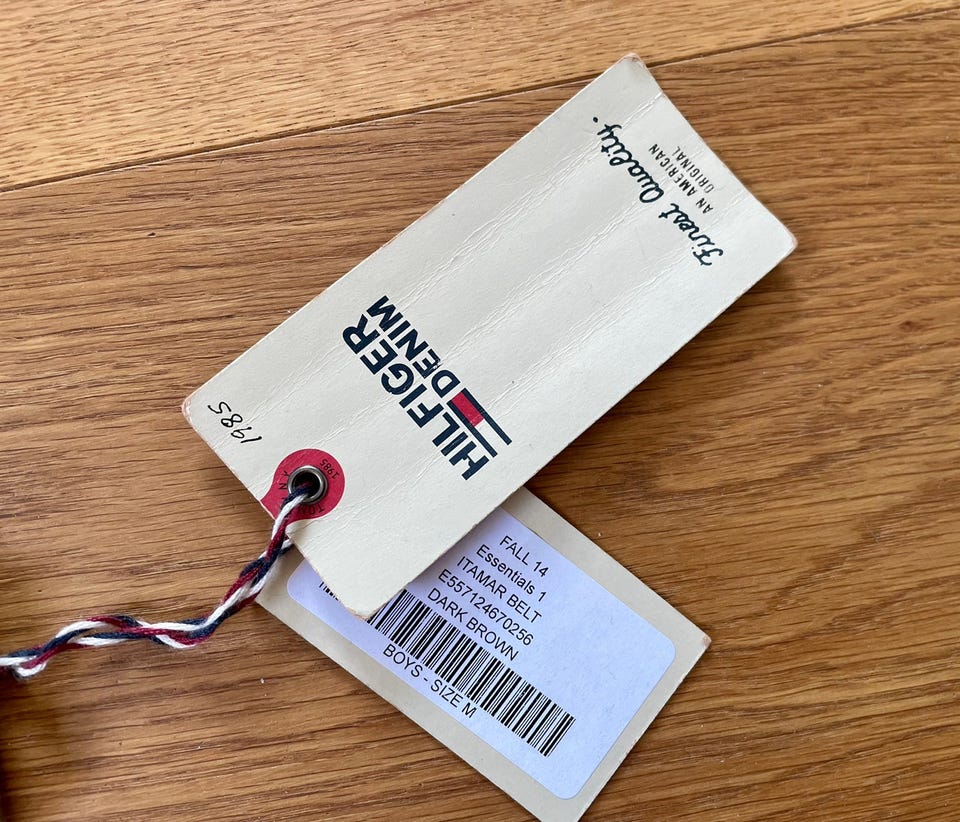 1985
1985
HILFIGER
DENIM
Finest Quality.
AN AMERICAN
ORIGINAL
FALL 14
Essentials 1
ITAMAR BELT
E557124670256
DARK BROWN
BOYS - SIZE M